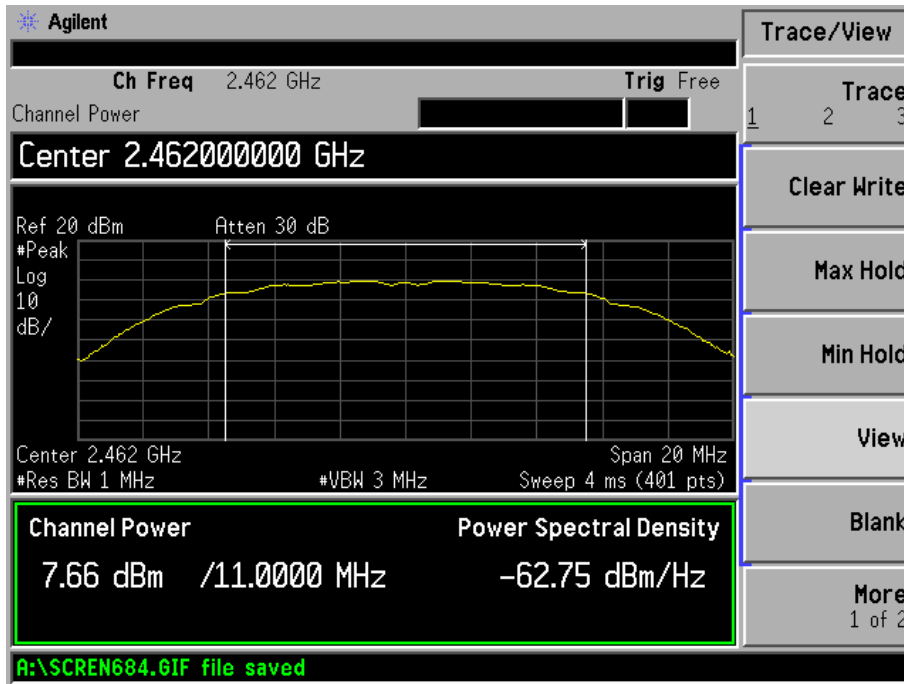 Agilent
Trace/View
Ch Freq 2.462 GHz Trig Free
Channel Power
Trace
1 2 3
Center 2.462000000 GHz
Clear Write
Ref 20 dBm Atten 30 dB
#Peak
Log
10
dB/
Max Hold
Min Hold
View
Center 2.462 GHz Span 20 MHz
#Res BW 1 MHz #VBW 3 MHz Sweep 4 ms (401 pts)
Channel Power Power Spectral Density
7.66 dBm /11.0000 MHz -62.75 dBm/Hz
Blank
More
1 of 2
A:\SCREN684.GIF file saved